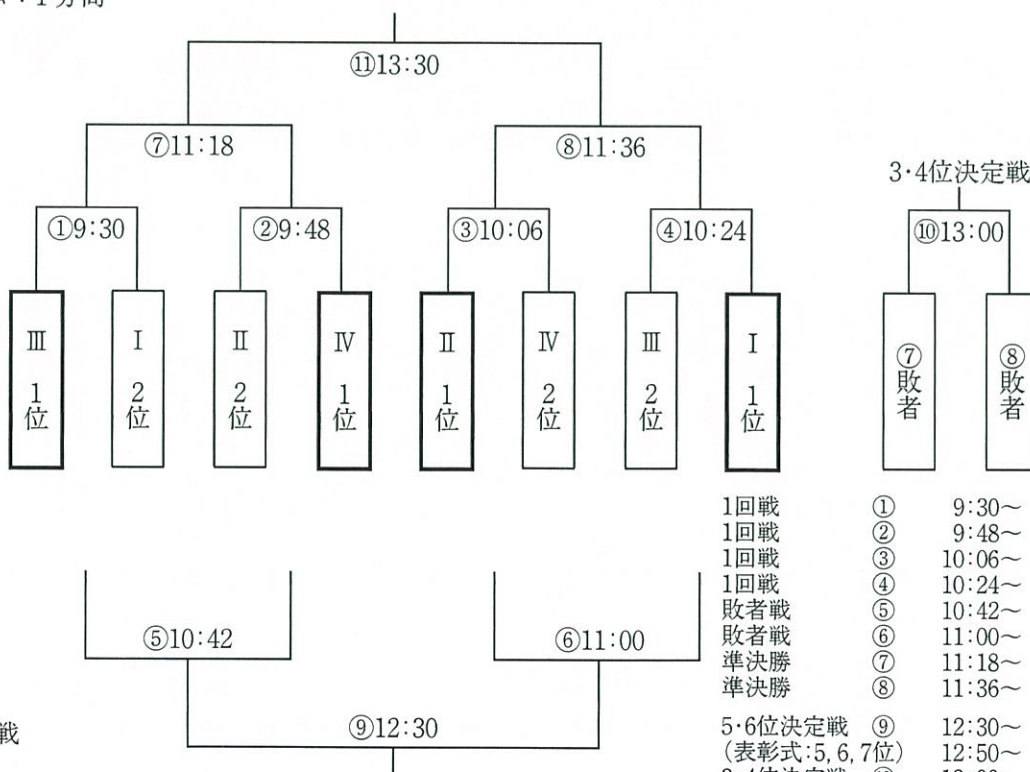 1分間
⑪13:30
⑦11:18
⑧11:36
3・4位決定戦
①9:30
②9:48
③10:06
④10:24
⑩13:00
Ⅲ 1位
Ⅰ 2位
Ⅱ 2位
Ⅳ 1位
Ⅱ 1位
Ⅳ 2位
Ⅲ 2位
Ⅰ 1位
⑦敗者
⑧敗者
1回戦 ① 9:30~
1回戦 ② 9:48~
1回戦 ③ 10:06~
1回戦 ④ 10:24~
敗者戦 ⑤ 10:42~
敗者戦 ⑥ 11:00~
準決勝 ⑦ 11:18~
準決勝 ⑧ 11:36~
5・6位決定戦 ⑨ 12:30~
(表彰式:5,6,7位) 12:50~
⑤10:42
⑥11:00
戦
⑨12:30